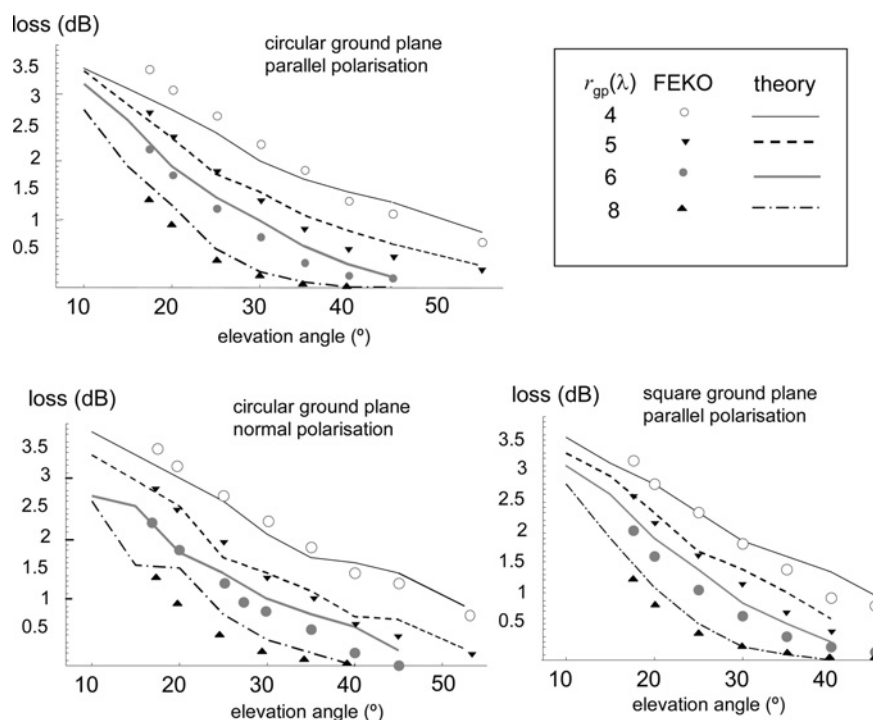 loss (dB)
circular ground plane
parallel polarisation
3.5
3
2.5
2
1.5
1
0.5
10 20 30 40 50
elevation angle (º)
r gp(λ) FEKO theory
4
5
6
8
loss (dB)
circular ground plane
normal polarisation
3.5
3
2.5
2
1.5
1
0.5
10 20 30 40 50
elevation angle (º)
loss (dB)
square ground plane
parallel polarisation
3.5
3
2.5
2
1.5
1
0.5
10 20 30 40
elevation angle (º)